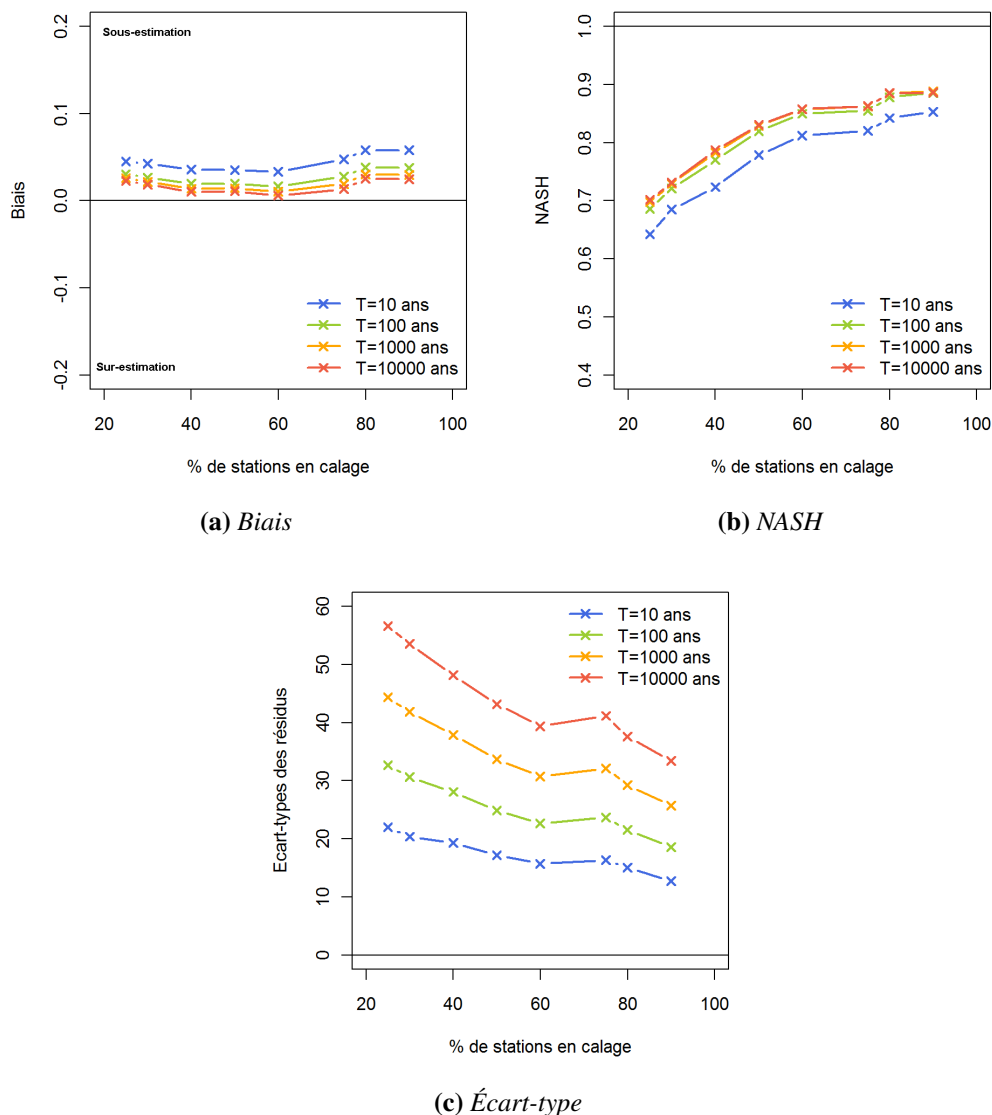 0.2
0.1
0.0
-0.1
-0.2
Biais
Sous-estimation
Sur-estimation
T=10 ans
T=100 ans
T=1000 ans
T=10000 ans
20 40 60 80 100
% de stations en calage
(a) Biais
1.0
0.9
0.8
0.7
0.6
0.5
0.4
NASH
T=10 ans
T=100 ans
T=1000 ans
T=10000 ans
20 40 60 80 100
% de stations en calage
(b) NASH
60
50
40
30
20
10
0
Ecart-types des résidus
T=10 ans
T=100 ans
T=1000 ans
T=10000 ans
20 40 60 80 100
% de stations en calage
(c) Écart-type